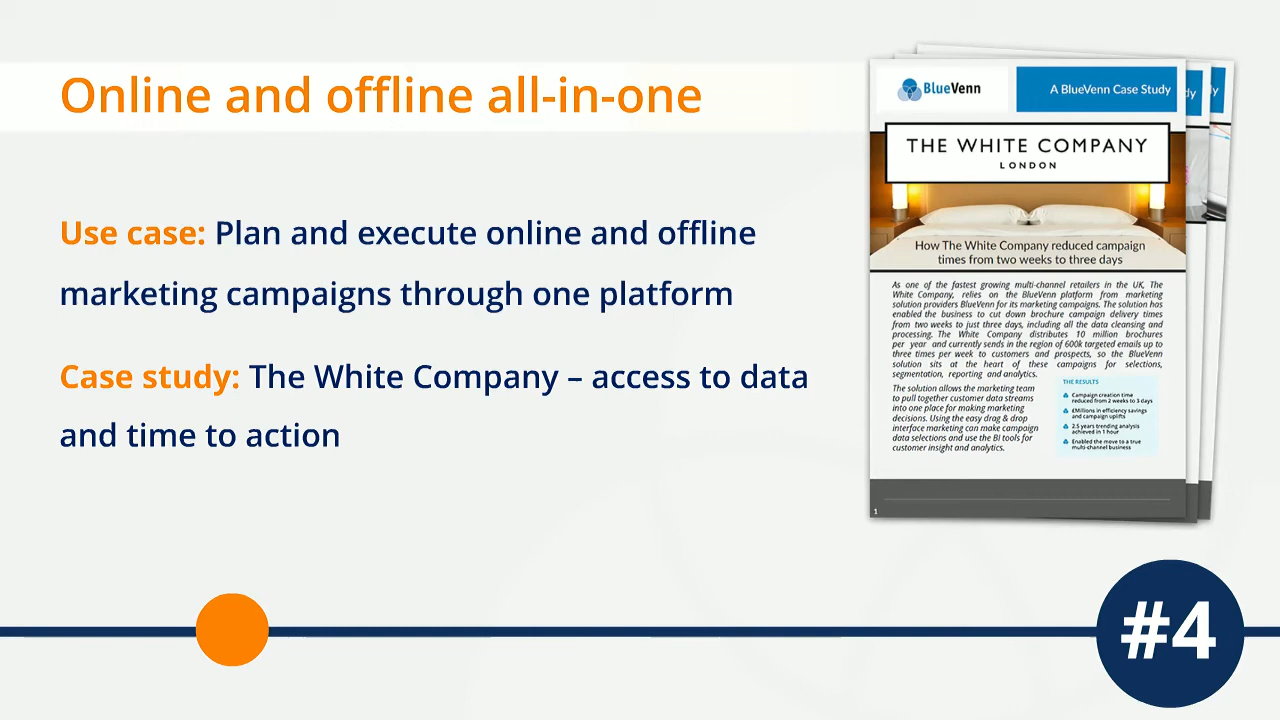 Online and offline all-in-one
Use case: Plan and execute online and offline
marketing campaigns through one platform
Case study: The White Company – access to data
and time to action
BlueVenn
A BlueVenn Case Study
dy
ly
THE WHITE COMPANY
LONDON
How The White Company reduced campaign
times from two weeks to three days
As one of the fastest growing multi-channel retailers in the UK, The
White Company, relies on the BlueVenn platform from marketing
solution providers BlueVenn for its marketing campaigns. The solution has
enabled the business to cut down brochure campaign delivery times
from two weeks to just three days, including all the data cleansing and
processing. The White Company distributes 10 million brochures
per year and currently sends in the region of 600k targeted emails up to
three times per week to customers and prospects, so the BlueVenn
solution sits at the heart of these campaigns for selections,
segmentation, reporting and analytics.
The solution allows the marketing team
to pull together customer data streams
into one place for making marketing
decisions. Using the easy drag & drop
interface marketing can make campaign
data selections and use the BI tools for
customer insight and analytics.
THE RESULTS
Campaign creation time
reduced from 2 weeks to 3 days
£Millions in efficiency savings
and campaign uplifts
2.5 years trending analysis
achieved in 1 hour
Enabled the move to a true
multi-channel business
1
#4